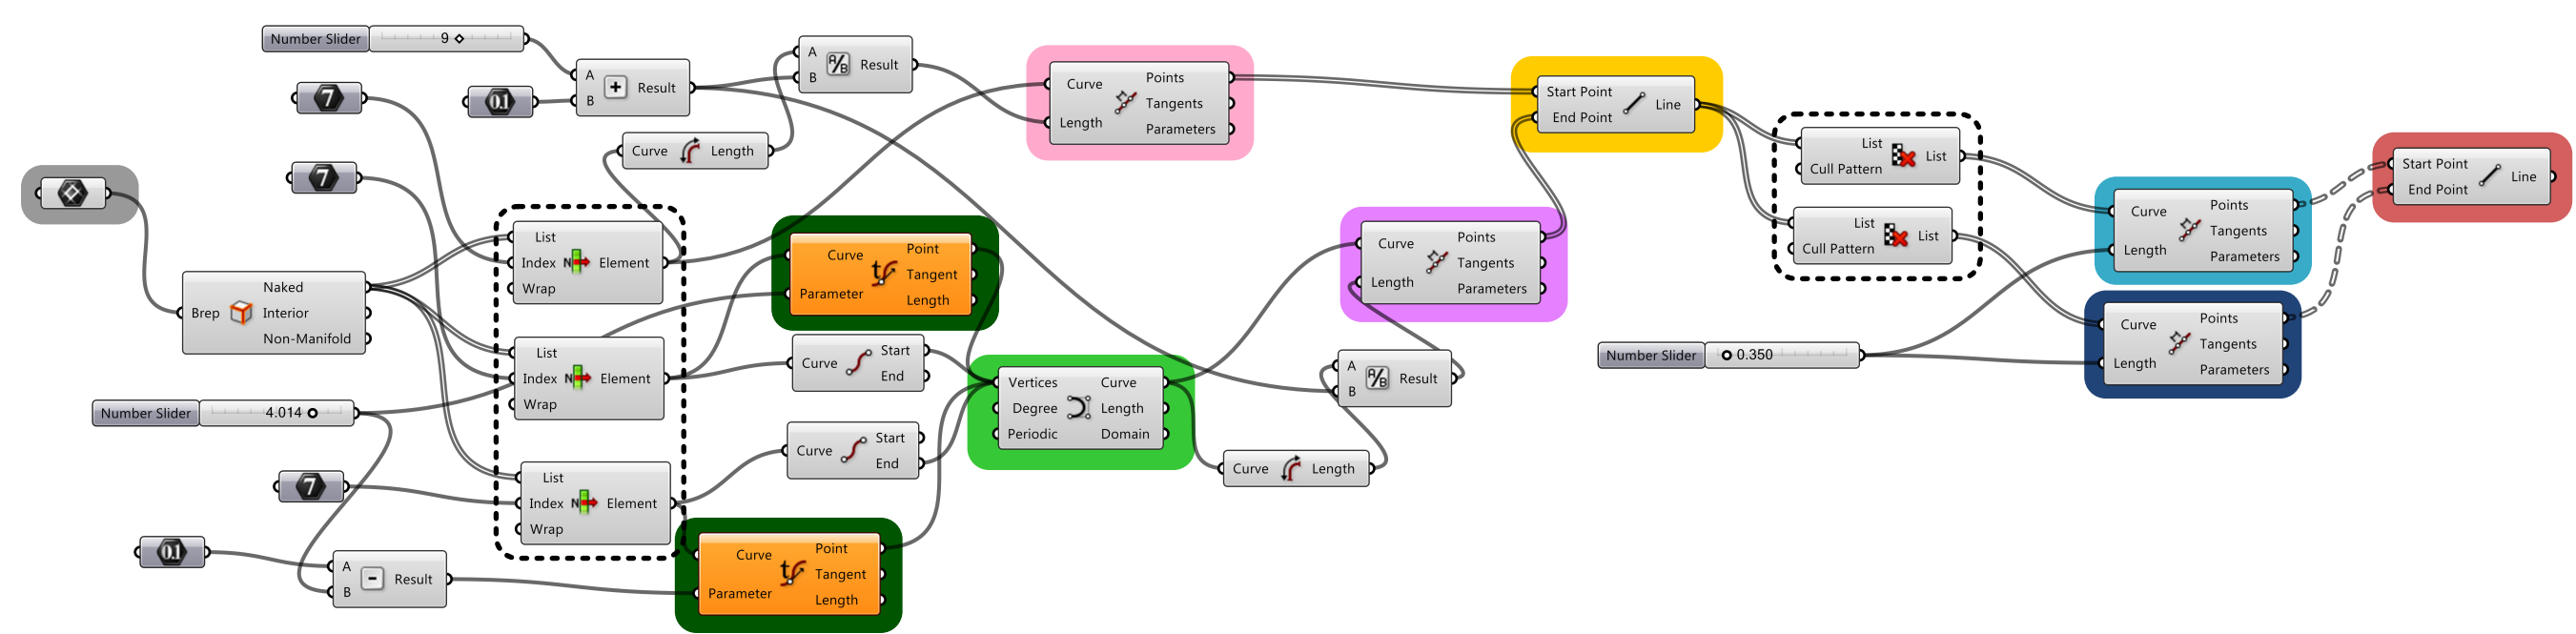 Number Slider 9
7
0.1
A
B
Result
A
B
Result
Curve Length
7
Brep
Naked
Interior
Non-Manifold
List
Index
Wrap
N
Element
List
Index
Wrap
N
Element
Number Slider 4.014
7
List
Index
Wrap
N
Element
0.1
A
B
Result
Curve
Length
Points
Tangents
Parameters
Curve
Parameter
t
Point
Tangent
Length
Curve
Start
End
Curve
Start
End
Curve
Parameter
t
Point
Tangent
Length
Vertices
Degree
Periodic
Curve
Length
Domain
Curve Length
A
B
Result
Curve
Length
Points
Tangents
Parameters
Start Point
End Point
Line
List
Cull Pattern
List
List
Cull Pattern
List
Number Slider 0.350
Curve
Length
Points
Tangents
Parameters
Curve
Length
Points
Tangents
Parameters
Start Point
End Point
Line